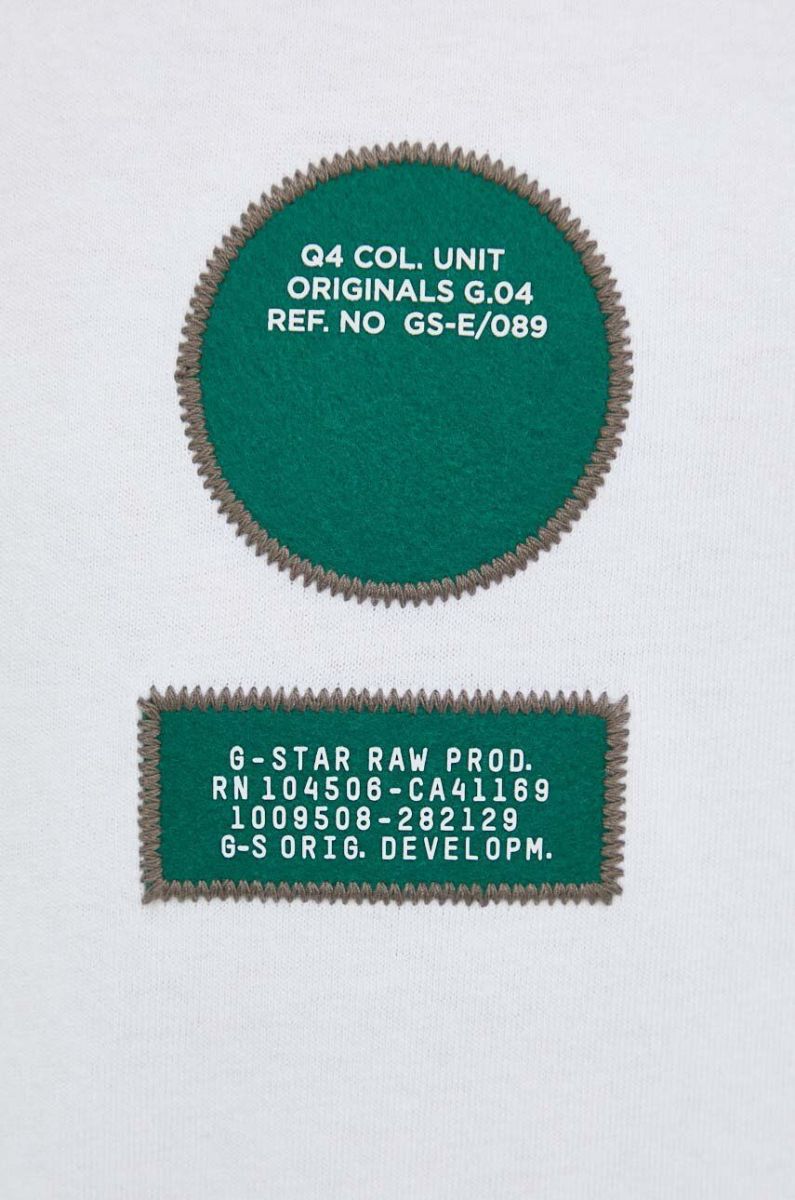 Q4 COL. UNIT
ORIGINALS G.04
REF. NO GS-E/089
G-STAR RAW PROD.
RN 104506-CA41169
1009508-282129
G-S ORIG. DEVELOPM.